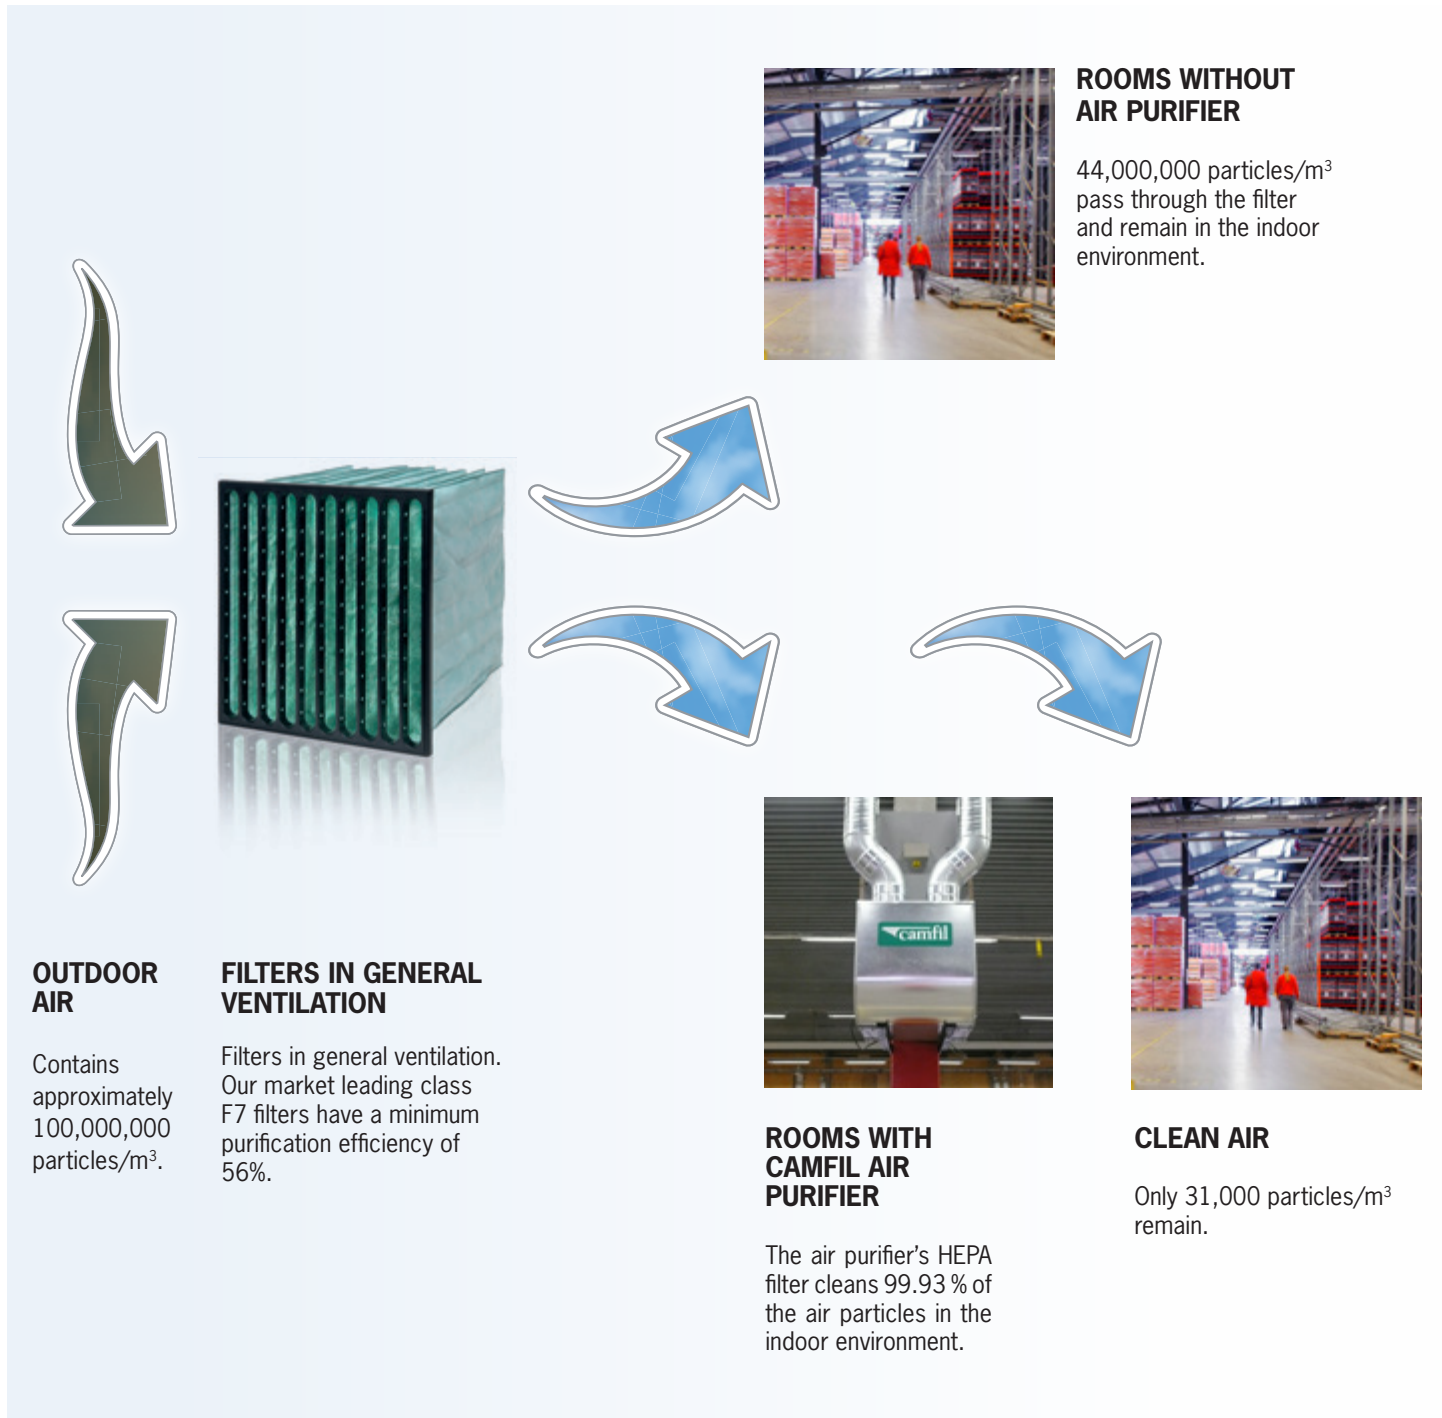 ROOMS WITHOUT
AIR PURIFIER
44,000,000 particles/m³
pass through the filter
and remain in the indoor
environment.
OUTDOOR
AIR
Contains
approximately
100,000,000
particles/m³.
FILTERS IN GENERAL
VENTILATION
Filters in general ventilation.
Our market leading class
F7 filters have a minimum
purification efficiency of
56%.
camfil
ROOMS WITH
CAMFIL AIR
PURIFIER
The air purifier’s HEPA
filter cleans 99.93 % of
the air particles in the
indoor environment.
CLEAN AIR
Only 31,000 particles/m³
remain.